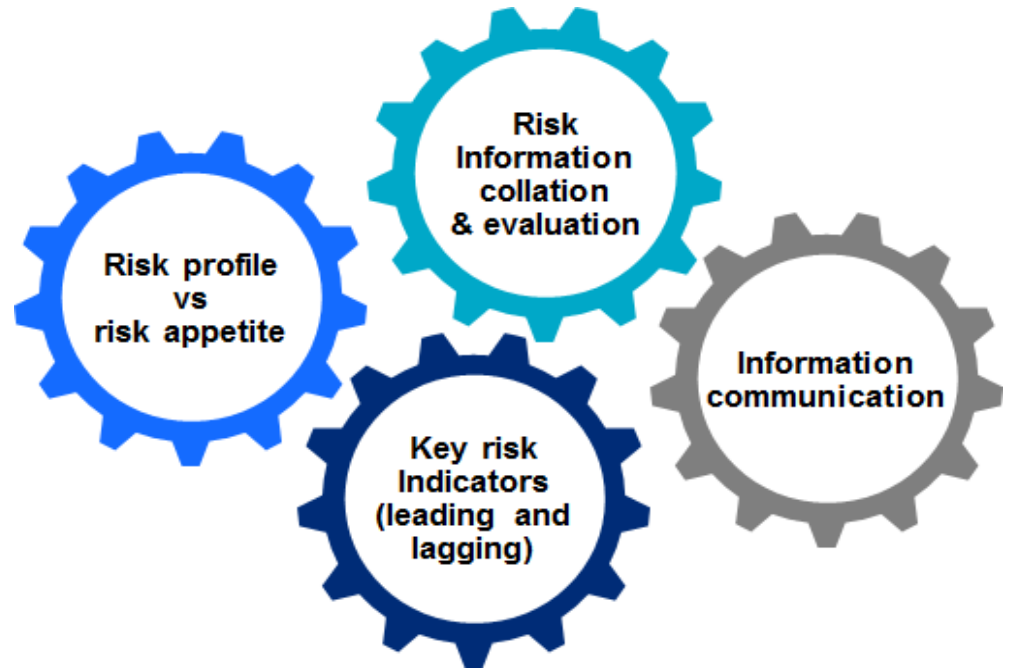 Risk
Information
collation
& evaluation
Risk profile
vs
risk appetite
Information
communication
Key risk
Indicators
(leading and
lagging)